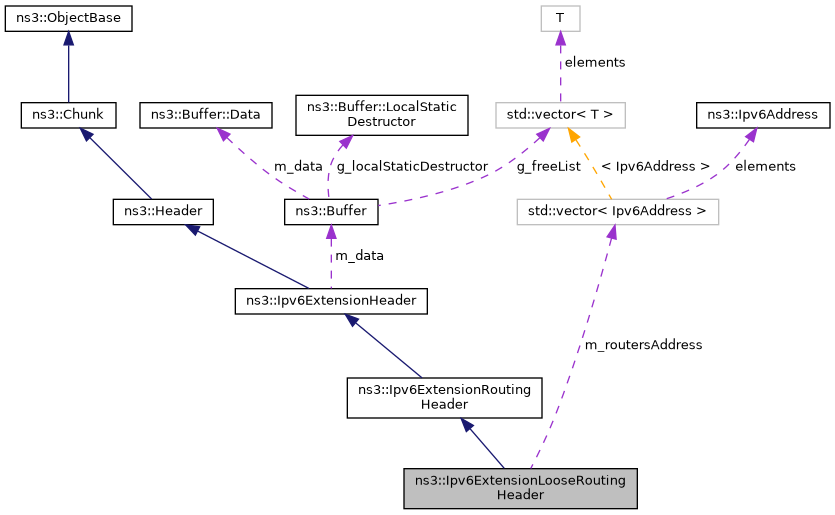 ns3::ObjectBase
T
elements
ns3::Chunk
ns3::Buffer::Data
ns3::Buffer::LocalStatic
Destructor
std::vector< T >
ns3::Ipv6Address
m_data
g_localStaticDestructor
g_freeList
< Ipv6Address >
elements
ns3::Header
ns3::Buffer
std::vector< Ipv6Address >
m_data
ns3::Ipv6ExtensionHeader
m_routersAddress
ns3::Ipv6ExtensionRouting
Header
ns3::Ipv6ExtensionLooseRouting
Header